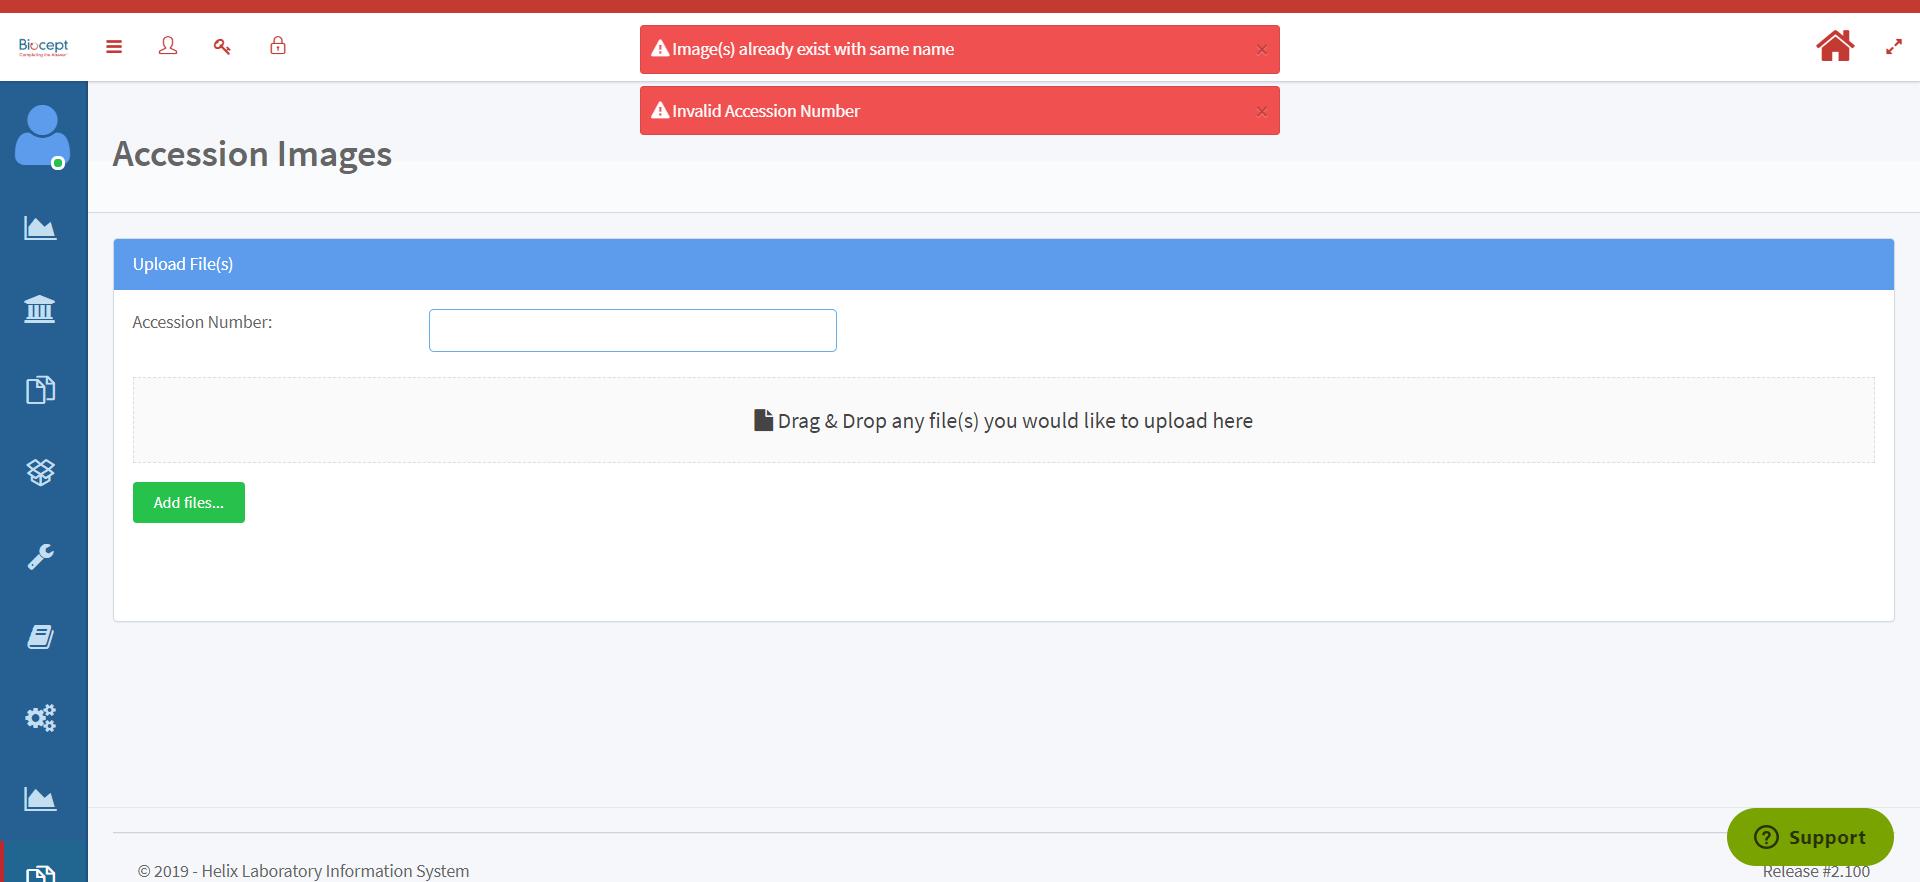 Biocept
Image(s) already exist with same name
×
Invalid Accession Number
×
Accession Images
Upload File(s)
Accession Number:
Drag & Drop any file(s) you would like to upload here
Add files...
Support
© 2019 - Helix Laboratory Information System
Release #2.100